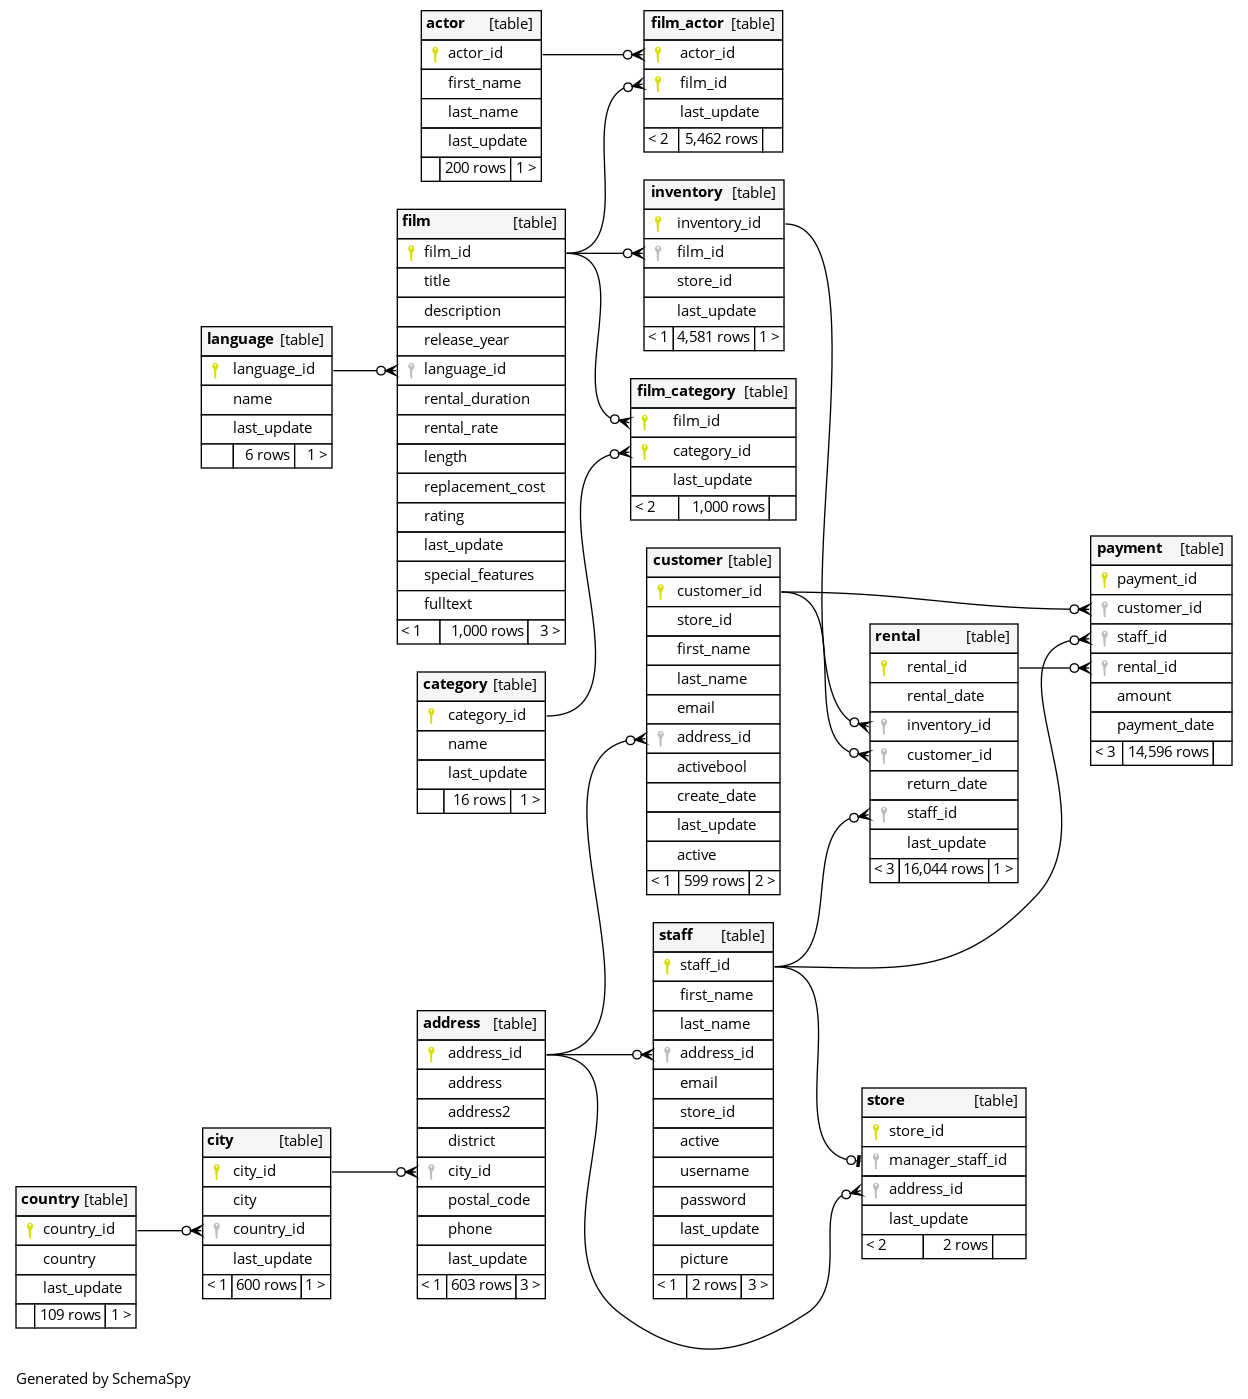 actor [table]
actor_id
first_name
last_name
last_update
200 rows 1 >
film_actor [table]
actor_id
film_id
last_update
< 2 5,462 rows
inventory [table]
inventory_id
film_id
store_id
last_update
< 1 4,581 rows 1 >
film [table]
film_id
title
description
release_year
language_id
rental_duration
rental_rate
length
replacement_cost
rating
last_update
special_features
fulltext
< 1 1,000 rows 3 >
language [table]
language_id
name
last_update
6 rows 1 >
film_category [table]
film_id
category_id
last_update
< 2 1,000 rows
payment [table]
payment_id
customer_id
staff_id
rental_id
amount
payment_date
< 3 14,596 rows
customer [table]
customer_id
store_id
first_name
last_name
email
address_id
activebool
create_date
last_update
active
< 1 599 rows 2 >
rental [table]
rental_id
rental_date
inventory_id
customer_id
return_date
staff_id
last_update
< 3 16,044 rows 1 >
category [table]
category_id
name
last_update
16 rows 1 >
staff [table]
staff_id
first_name
last_name
address_id
email
store_id
active
username
password
last_update
picture
< 1 2 rows 3 >
address [table]
address_id
address
address2
district
city_id
postal_code
phone
last_update
< 1 603 rows 3 >
store [table]
store_id
manager_staff_id
address_id
last_update
< 2 2 rows
city [table]
city_id
city
country_id
last_update
< 1 600 rows 1 >
country [table]
country_id
country
last_update
109 rows 1 >
Generated by SchemaSpy